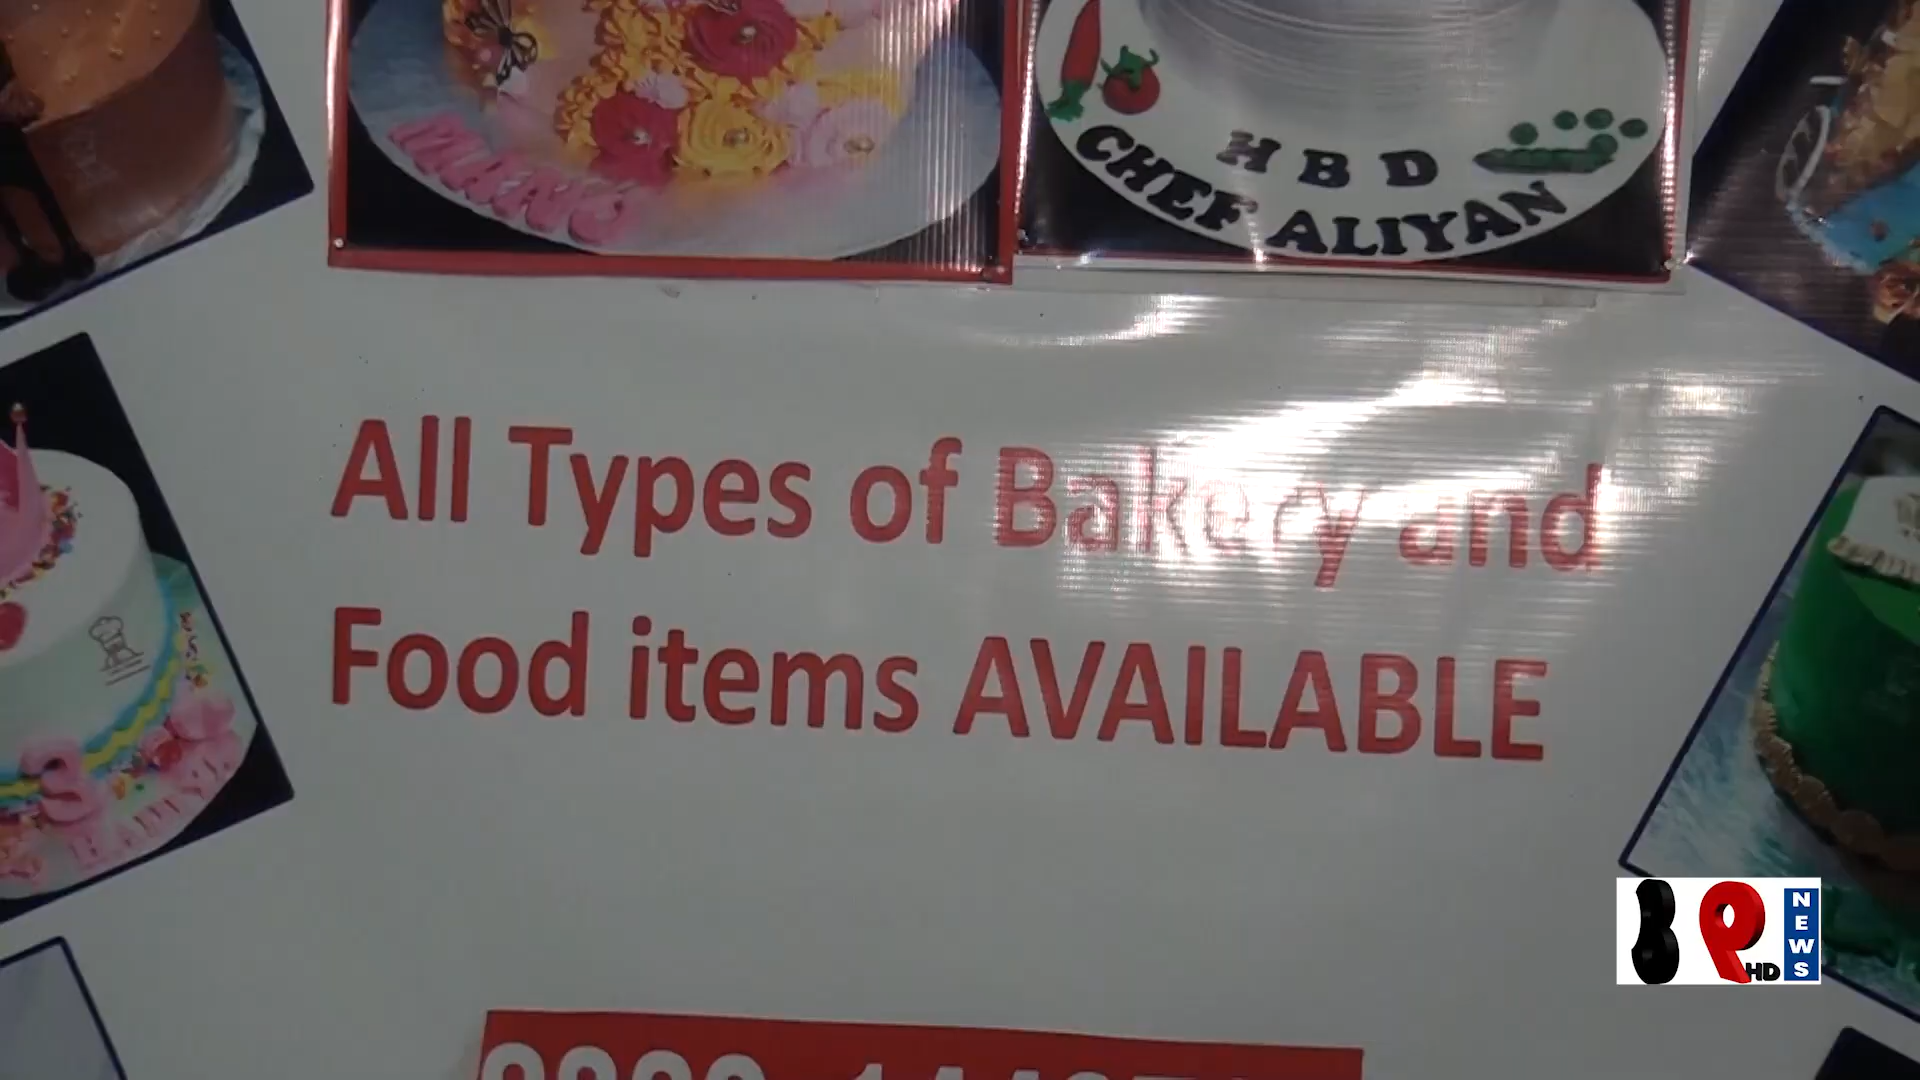 HBD
CHEF ALIYAN
All Types of Bakery and
Food items AVAILABLE
NEWS
HD